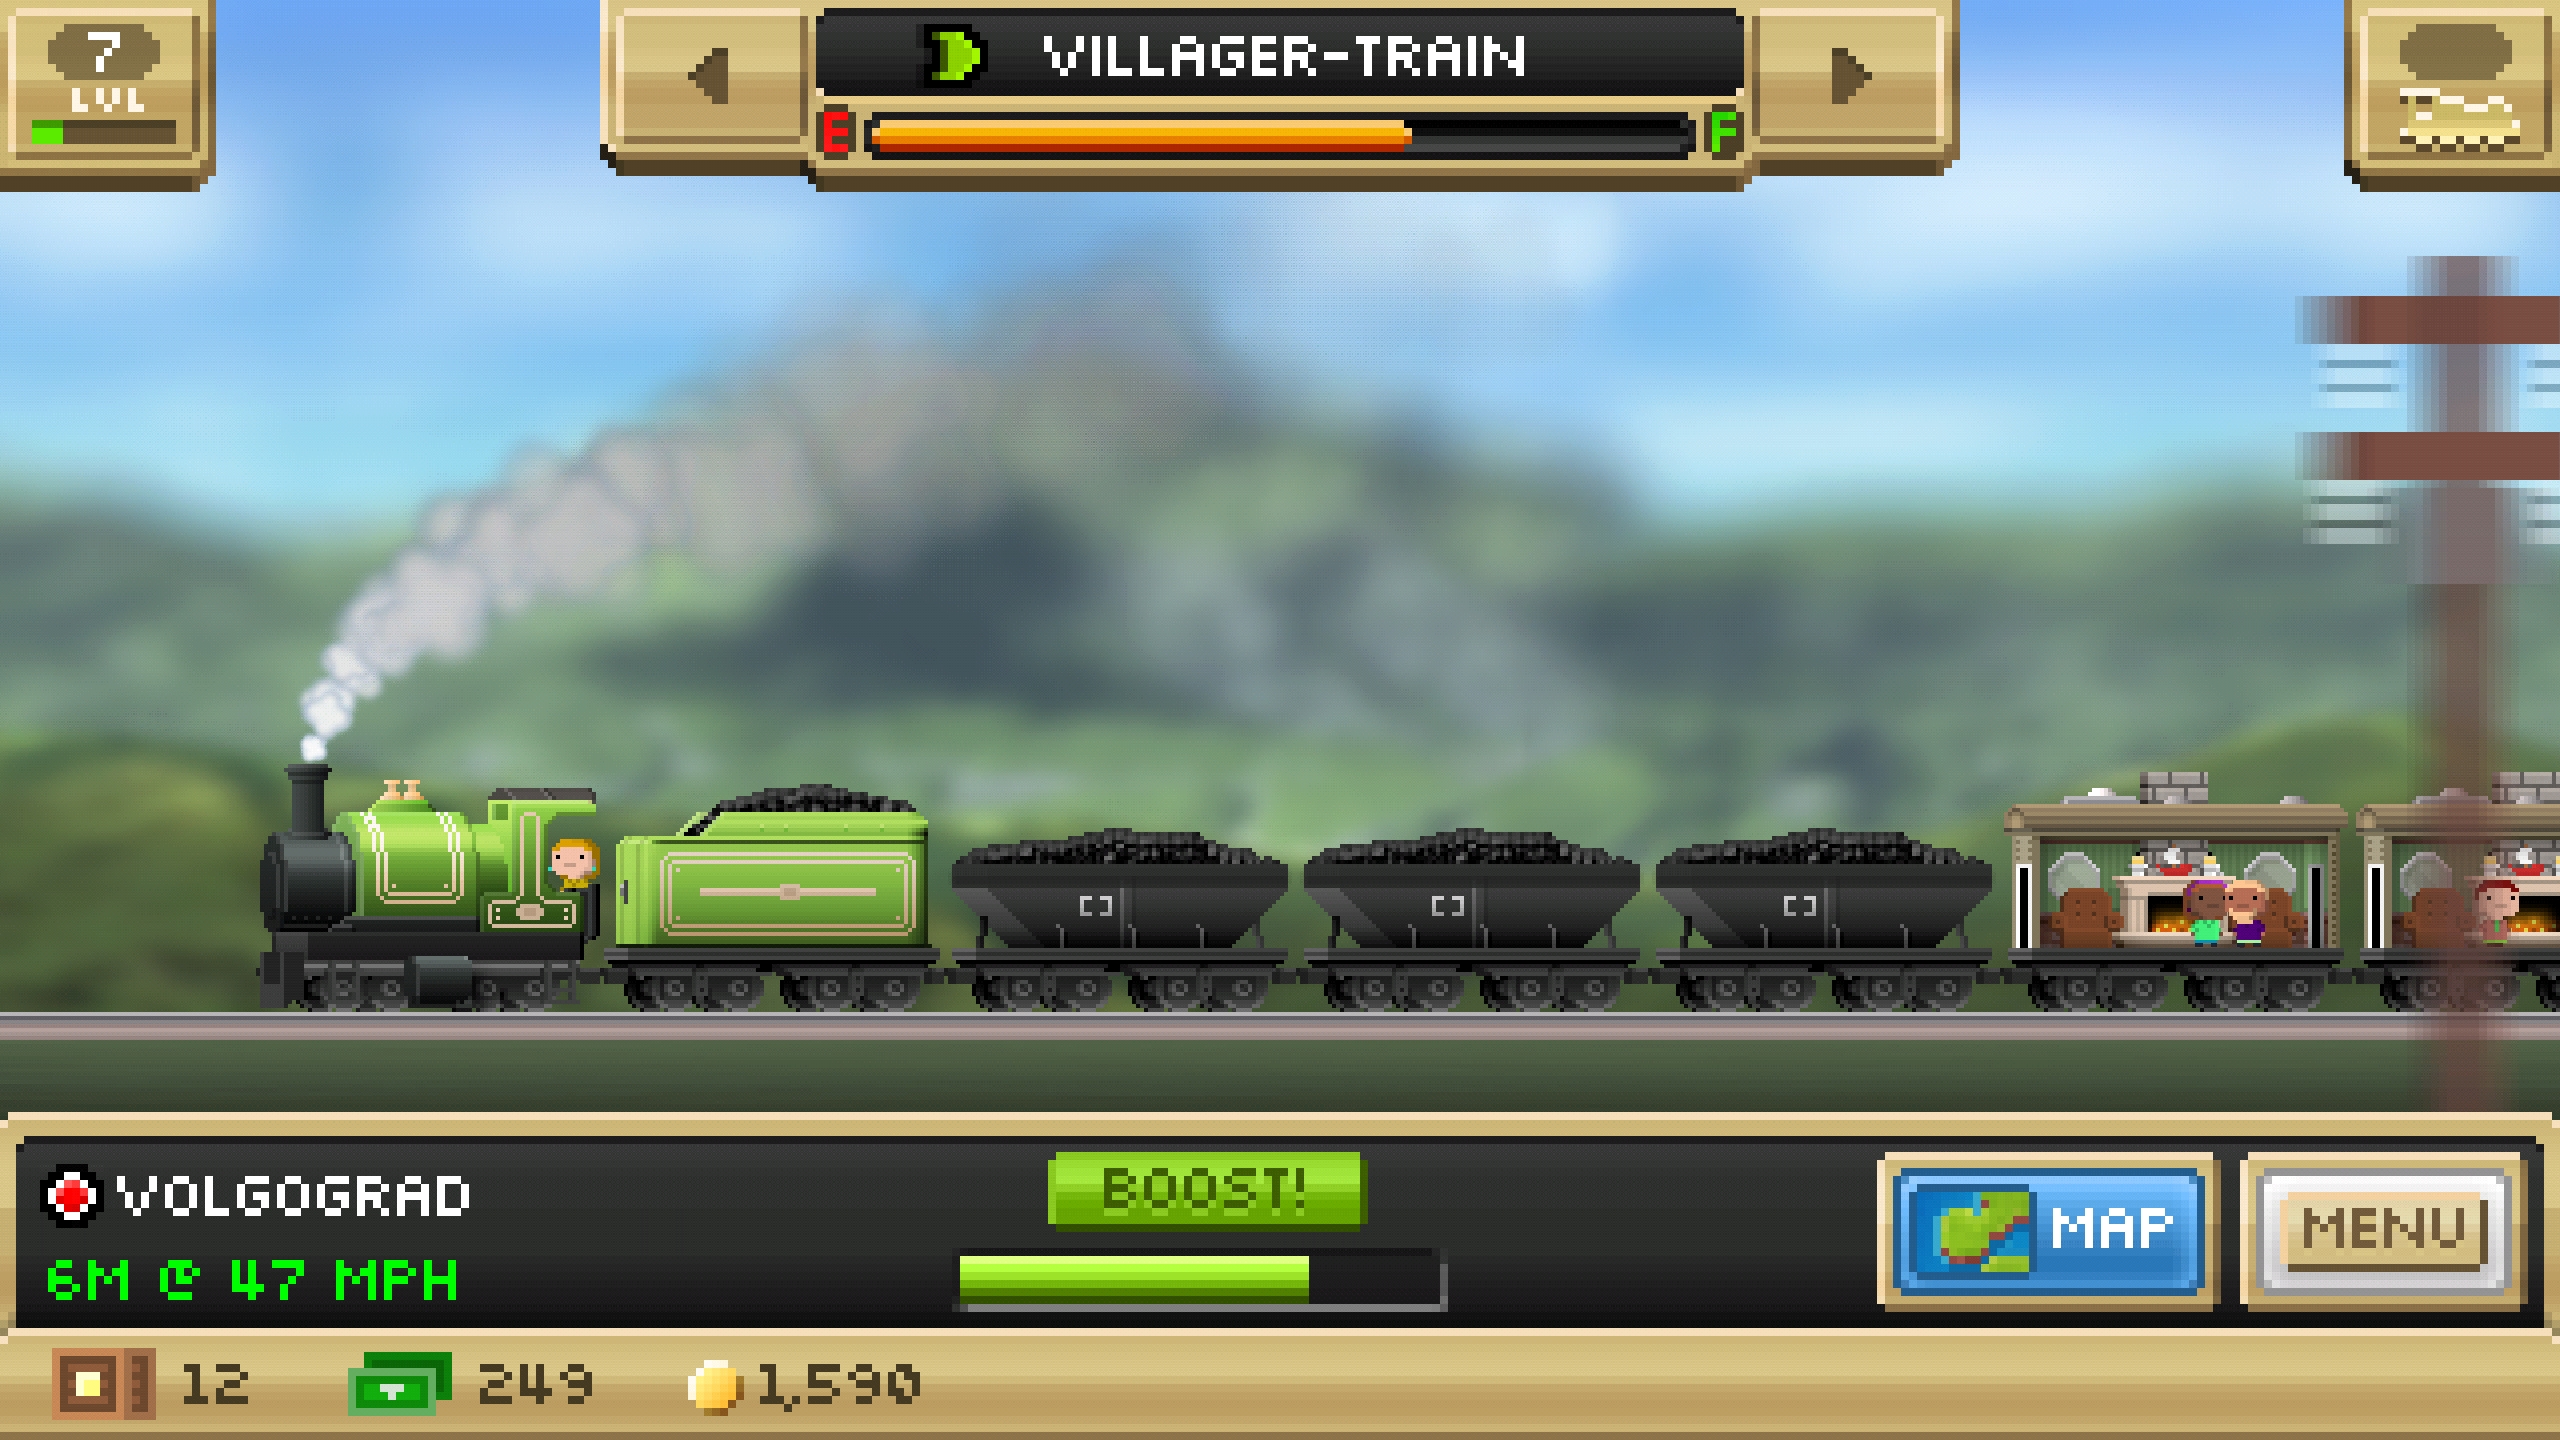 7
LVL
VILLAGER-TRAIN
E F
VOLGOGRAD
6M @ 47 MPH
BOOST!
MAP
MENU
12 249 1,590